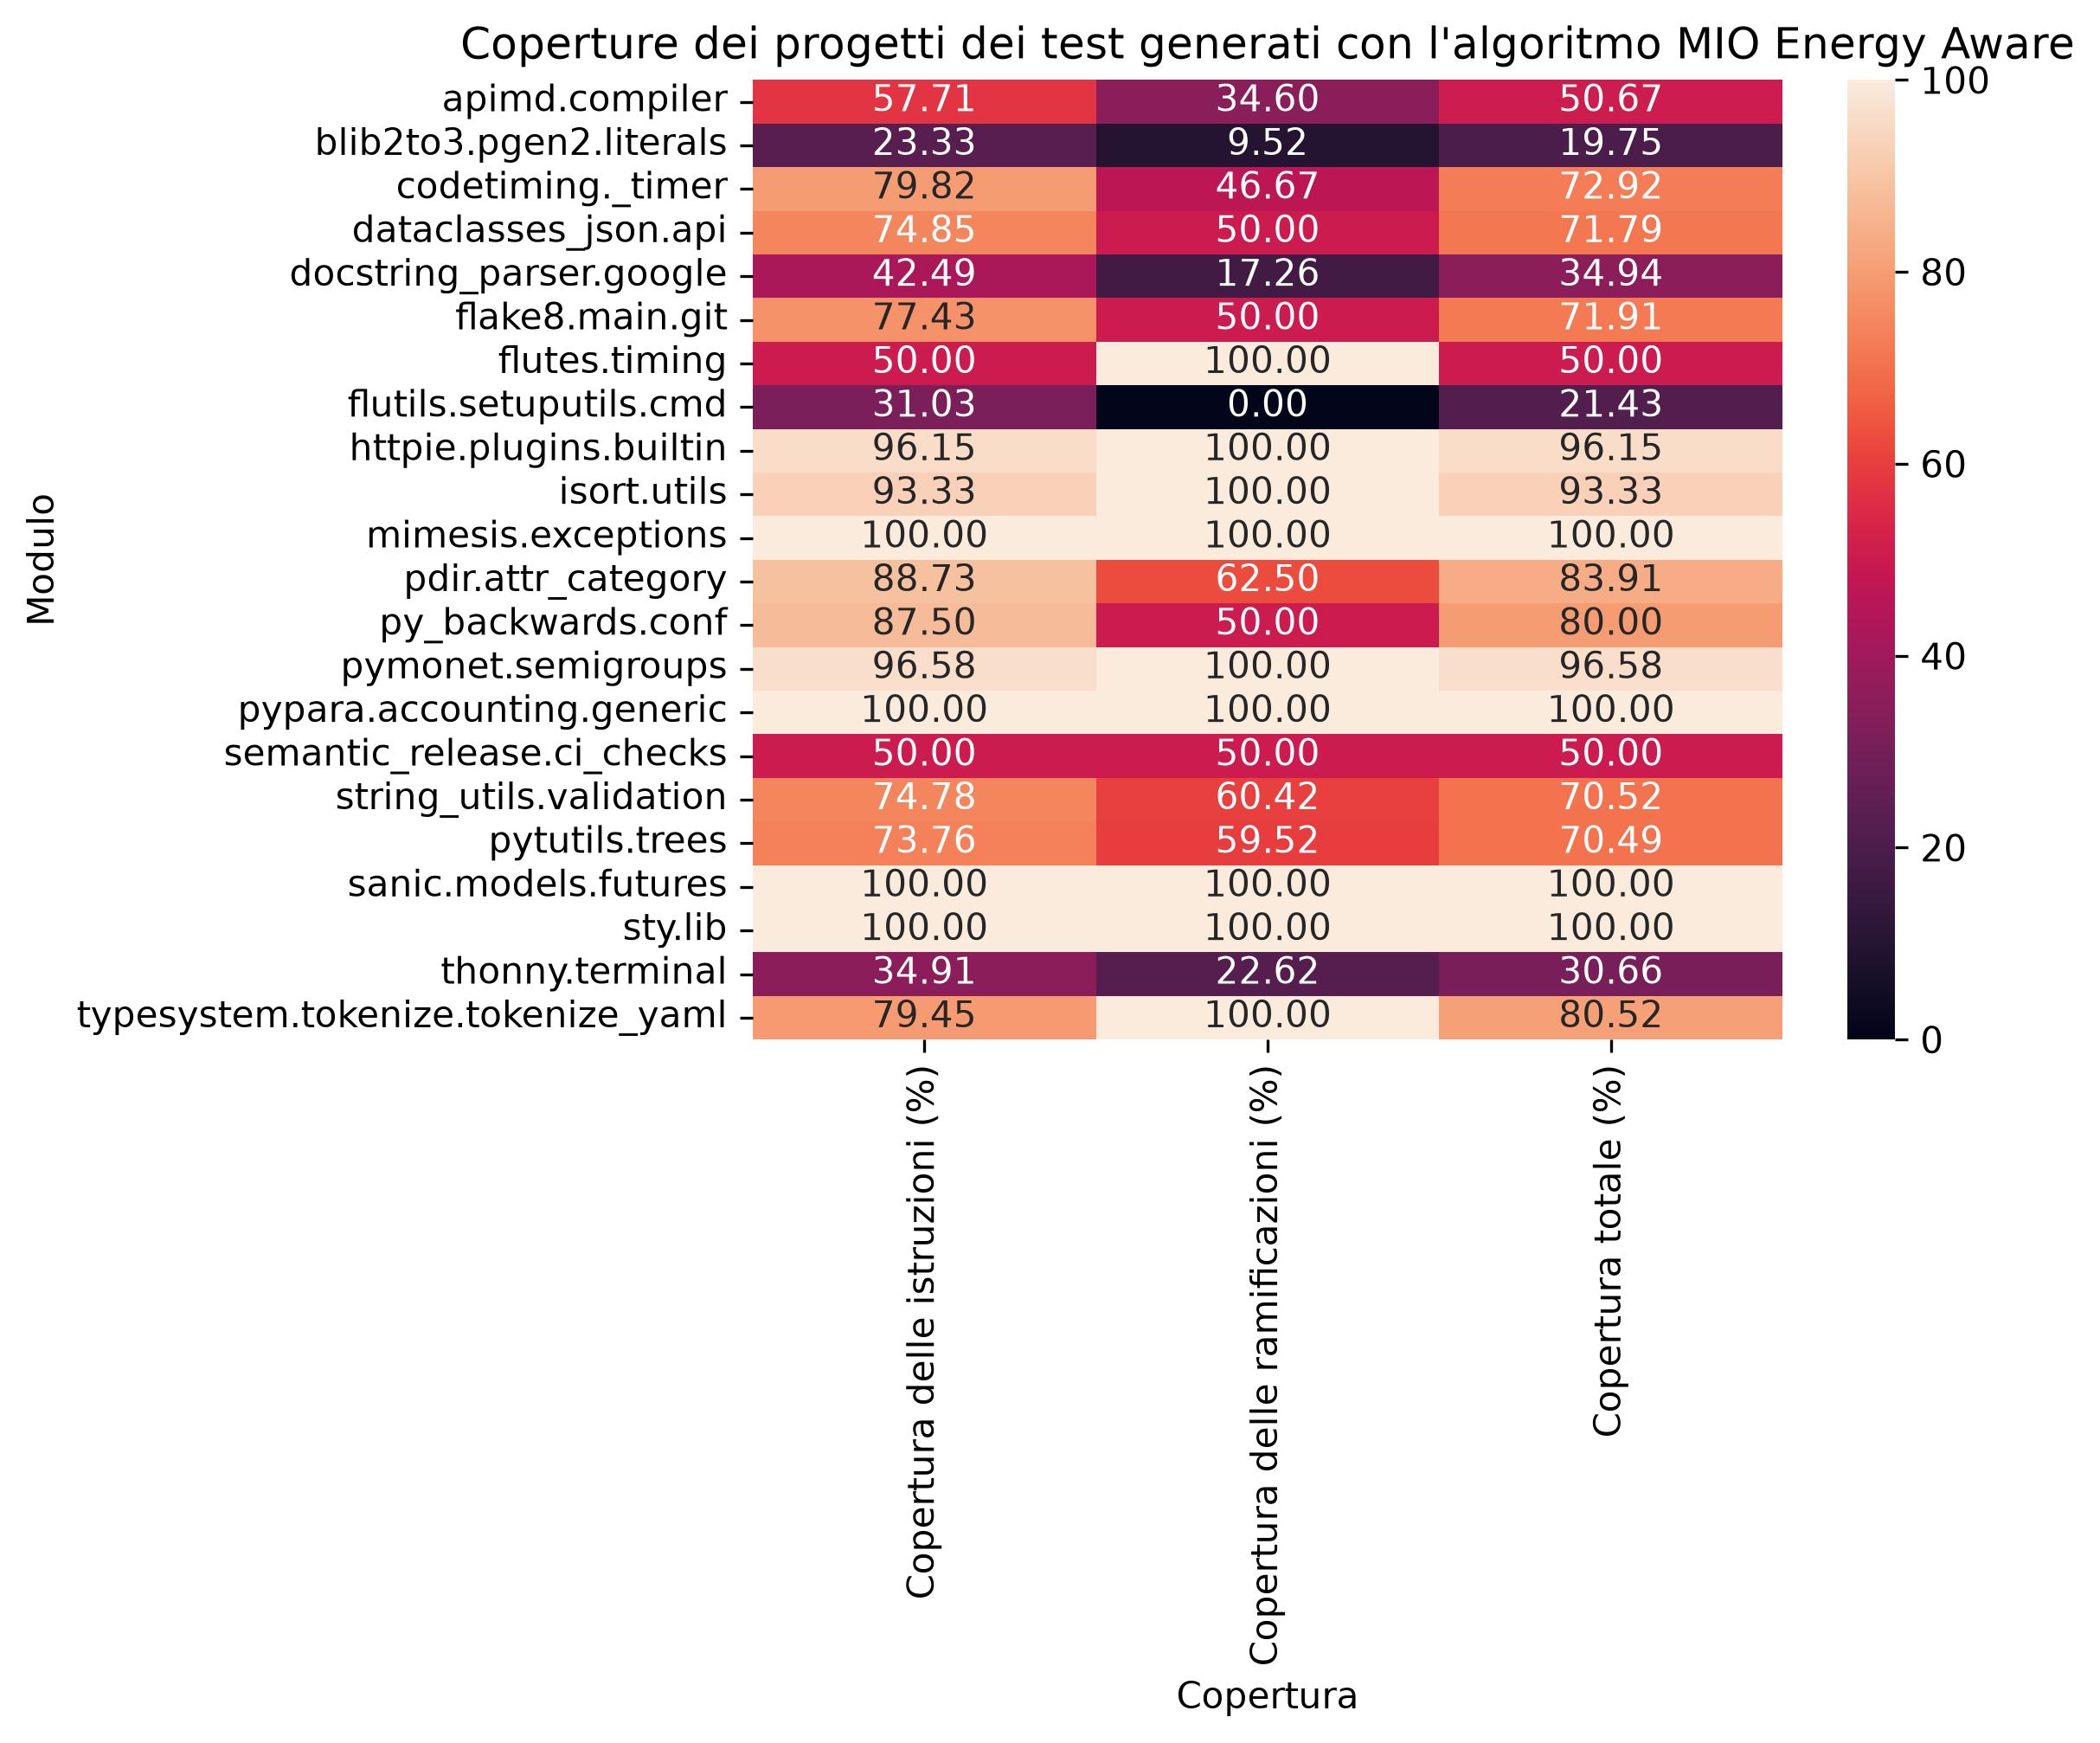 Coperture dei progetti dei test generati con l'algoritmo MIO Energy Aware
Modulo
apimd.compiler 57.71 34.60 50.67
blib2to3.pgen2.literals 23.33 9.52 19.75
codetiming._timer 79.82 46.67 72.92
dataclasses_json.api 74.85 50.00 71.79
docstring_parser.google 42.49 17.26 34.94
flake8.main.git 77.43 50.00 71.91
flutes.timing 50.00 100.00 50.00
flutils.setuputils.cmd 31.03 0.00 21.43
httpie.plugins.builtin 96.15 100.00 96.15
isort.utils 93.33 100.00 93.33
mimesis.exceptions 100.00 100.00 100.00
pdir.attr_category 88.73 62.50 83.91
py_backwards.conf 87.50 50.00 80.00
pymonet.semigroups 96.58 100.00 96.58
pypara.accounting.generic 100.00 100.00 100.00
semantic_release.ci_checks 50.00 50.00 50.00
string_utils.validation 74.78 60.42 70.52
pytutils.trees 73.76 59.52 70.49
sanic.models.futures 100.00 100.00 100.00
sty.lib 100.00 100.00 100.00
thonny.terminal 34.91 22.62 30.66
typesystem.tokenize.tokenize_yaml 79.45 100.00 80.52
100
80
60
40
20
0
Copertura delle istruzioni (%)
Copertura delle ramificazioni (%)
Copertura totale (%)
Copertura